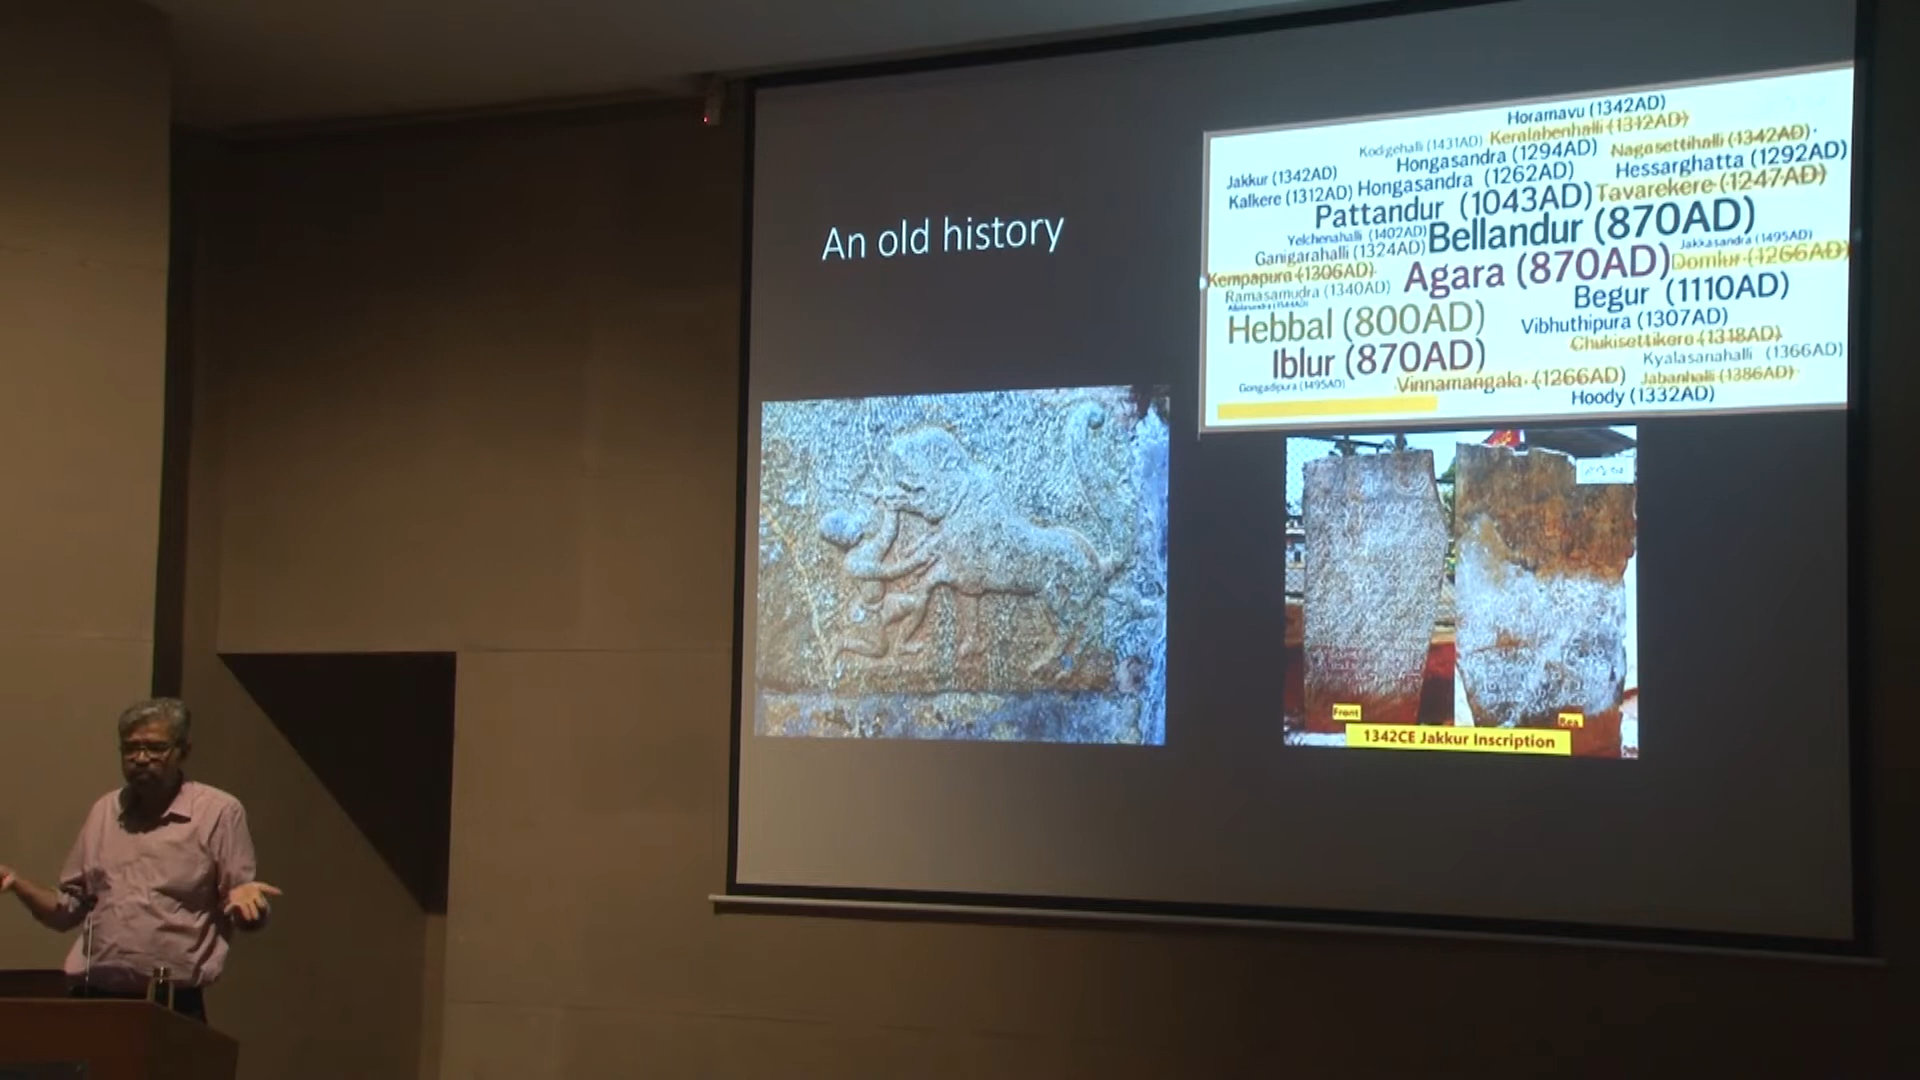 An old history
Horamavu (1342AD)
Keralabenhalli (1312AD)
Kodigehalli (1431AD)
Nagasettihalli (1342AD)
Hongasandra (1294AD)
Hessarghatta (1292AD)
Jakkur (1342AD)
Hongasandra (1262AD)
Kalkere (1312AD)
Tavarekere (1247AD)
Pattandur (1043AD)
Bellandur (870AD)
Yelchenahalli (1402AD)
Jakkasandra (1495AD)
Ganigarahalli (1324AD)
Domlur (1266AD)
Kempapura (1306AD)
Agara (870AD)
Ramasamudra (1340AD)
Begur (1110AD)
Hebbal (800AD)
Vibhuthipura (1307AD)
Chukisettikere (1318AD)
Iblur (870AD)
Kyalasanahalli (1366AD)
Gongadipura (1495AD)
Vinnamangala (1266AD)
Jabanhalli (1386AD)
Hoody (1332AD)
Front
Rea
1342CE Jakkur Inscription